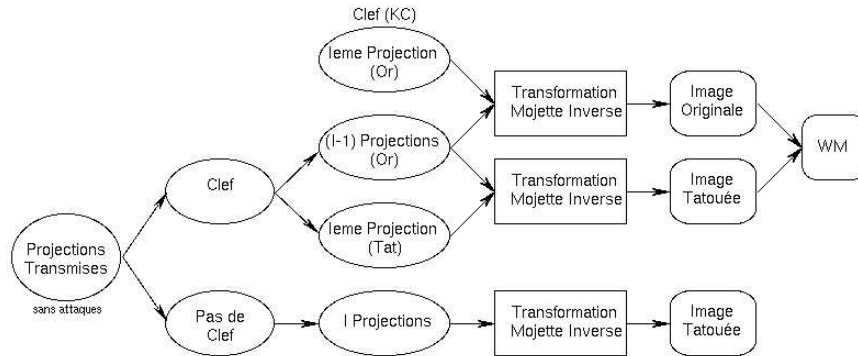 Clef (KC)
Ieme Projection
(Or)
Transformation
Mojette Inverse
Image
Originale
(I-1) Projections
(Or)
WM
Clef
Transformation
Mojette Inverse
Image
Tatouée
Ieme Projection
(Tat)
Projections
Transmises
sans attaques
Pas de
Clef
I Projections
Transformation
Mojette Inverse
Image
Tatouée